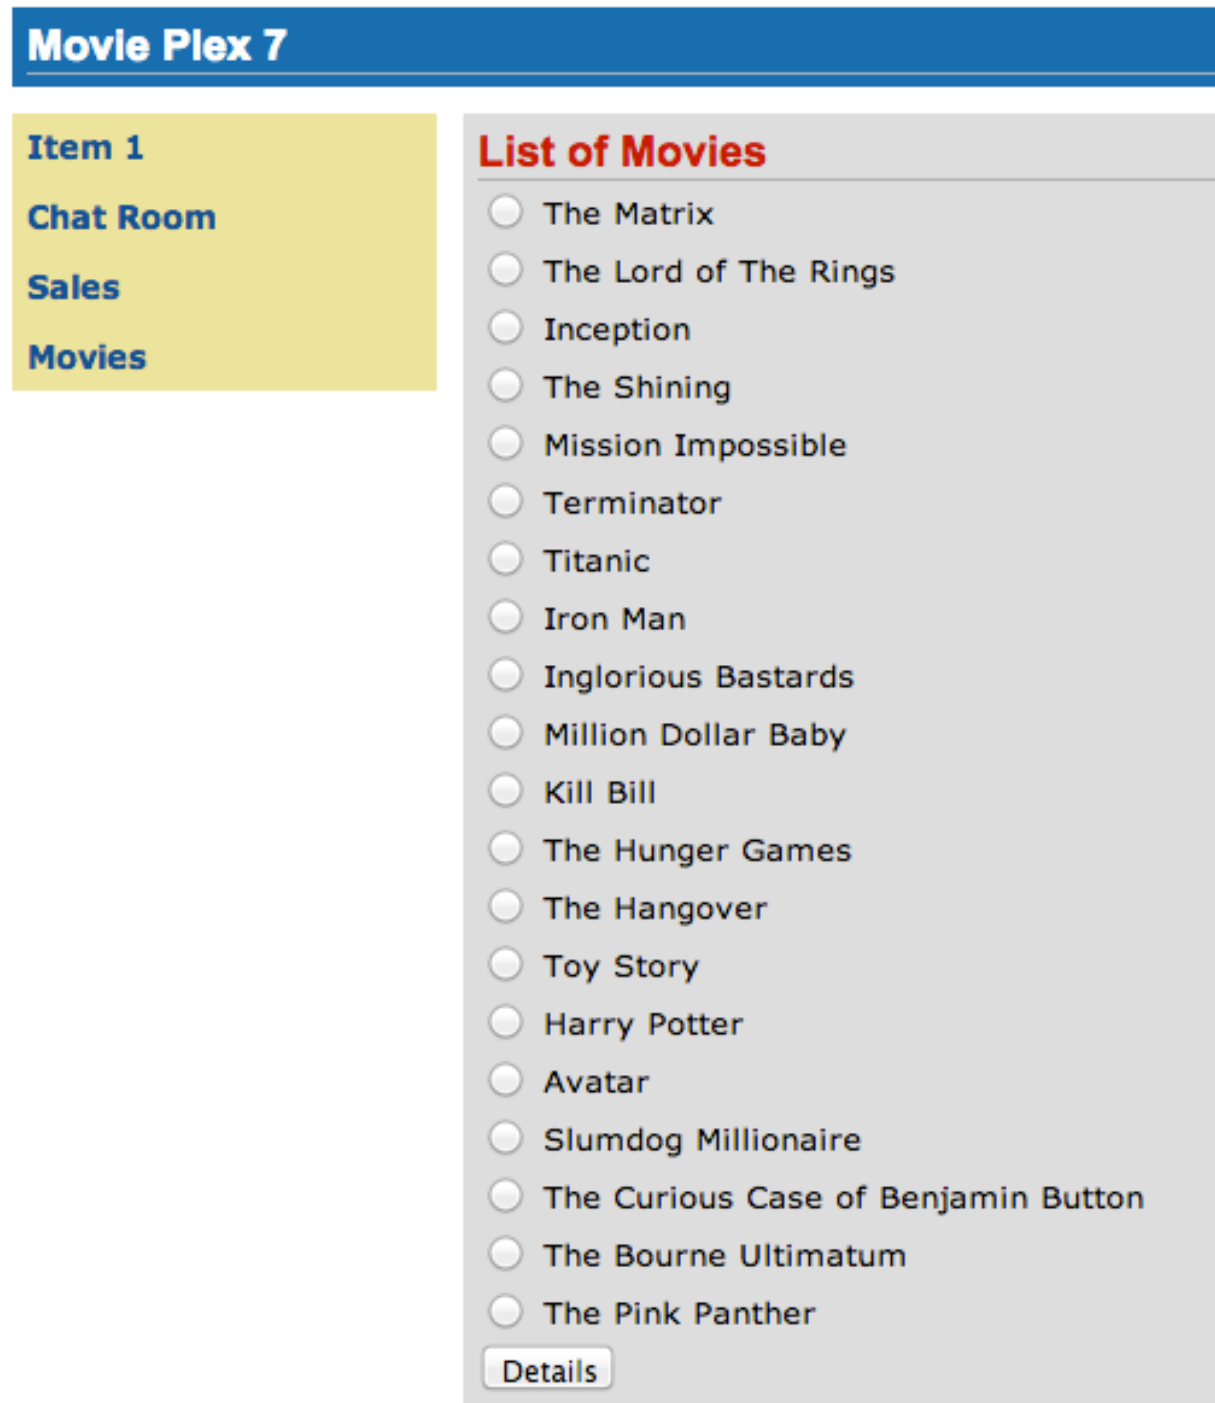 Movie Plex 7
Item 1
Chat Room
Sales
Movies
List of Movies
The Matrix
The Lord of The Rings
Inception
The Shining
Mission Impossible
Terminator
Titanic
Iron Man
Inglorious Bastards
Million Dollar Baby
Kill Bill
The Hunger Games
The Hangover
Toy Story
Harry Potter
Avatar
Slumdog Millionaire
The Curious Case of Benjamin Button
The Bourne Ultimatum
The Pink Panther
Details